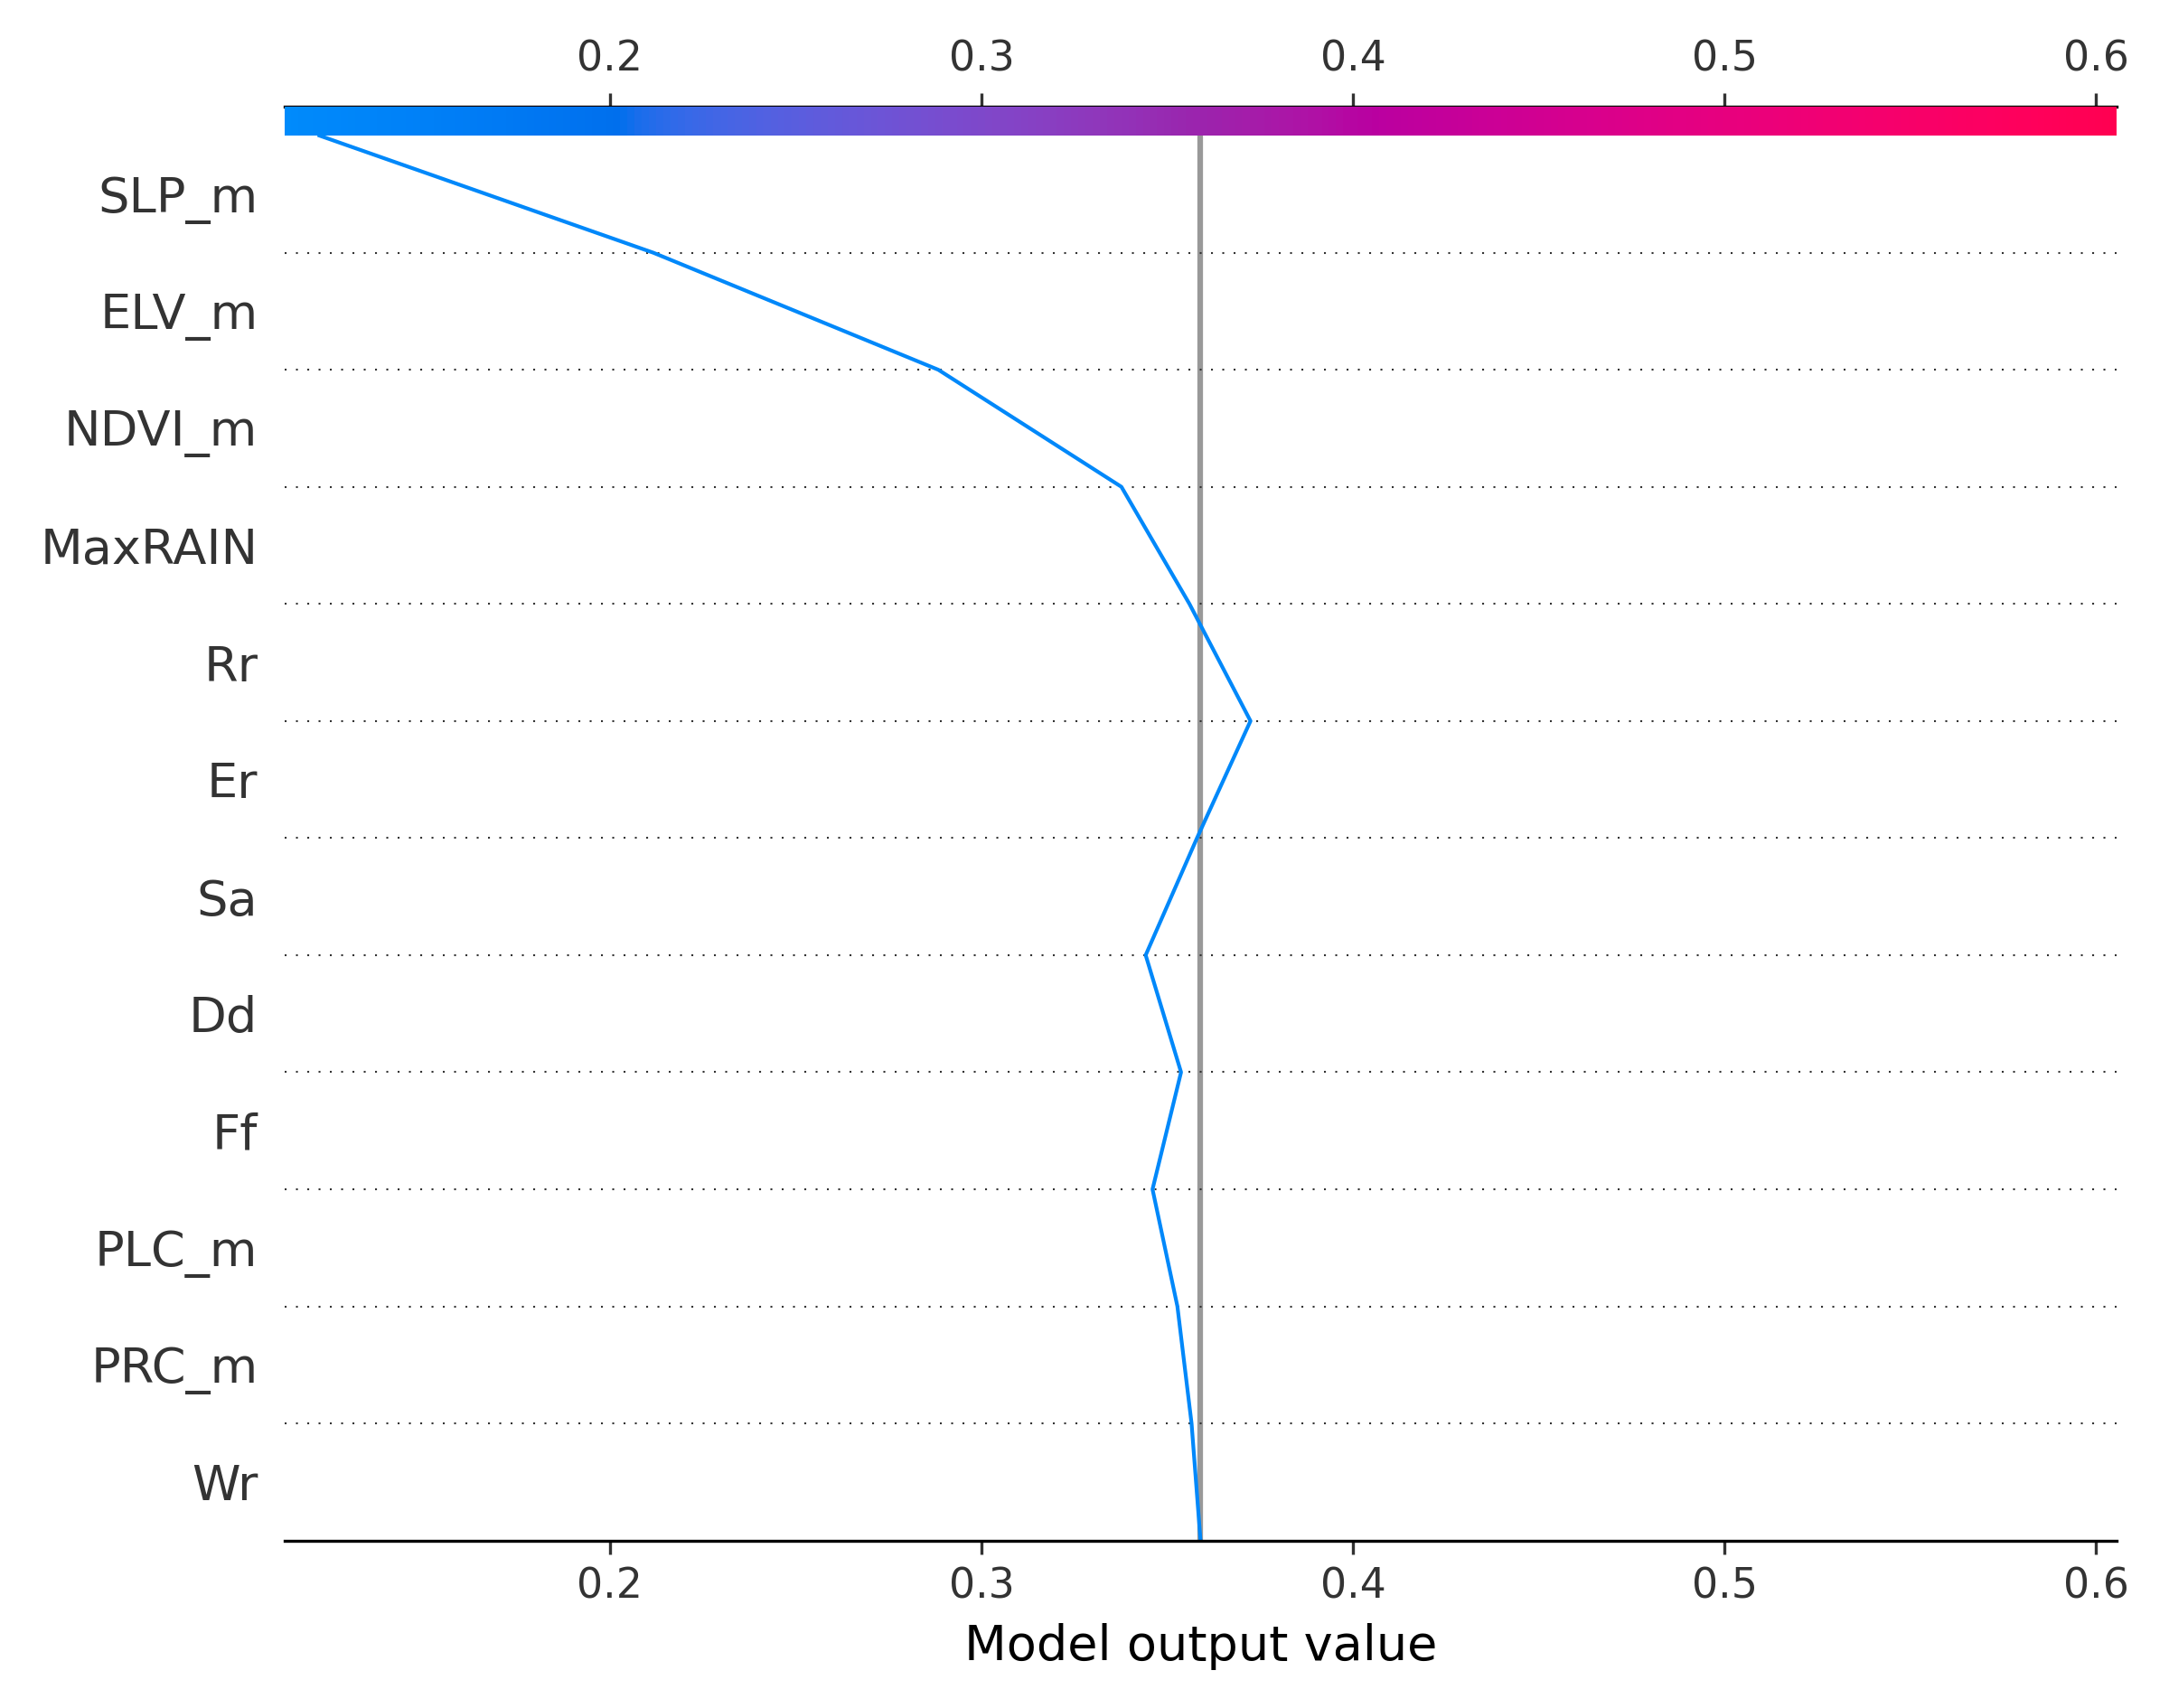 0.2 0.3 0.4 0.5 0.6
SLP_m
ELV_m
NDVI_m
MaxRAIN
Rr
Er
Sa
Dd
Ff
PLC_m
PRC_m
Wr
0.2 0.3 0.4 0.5 0.6
Model output value